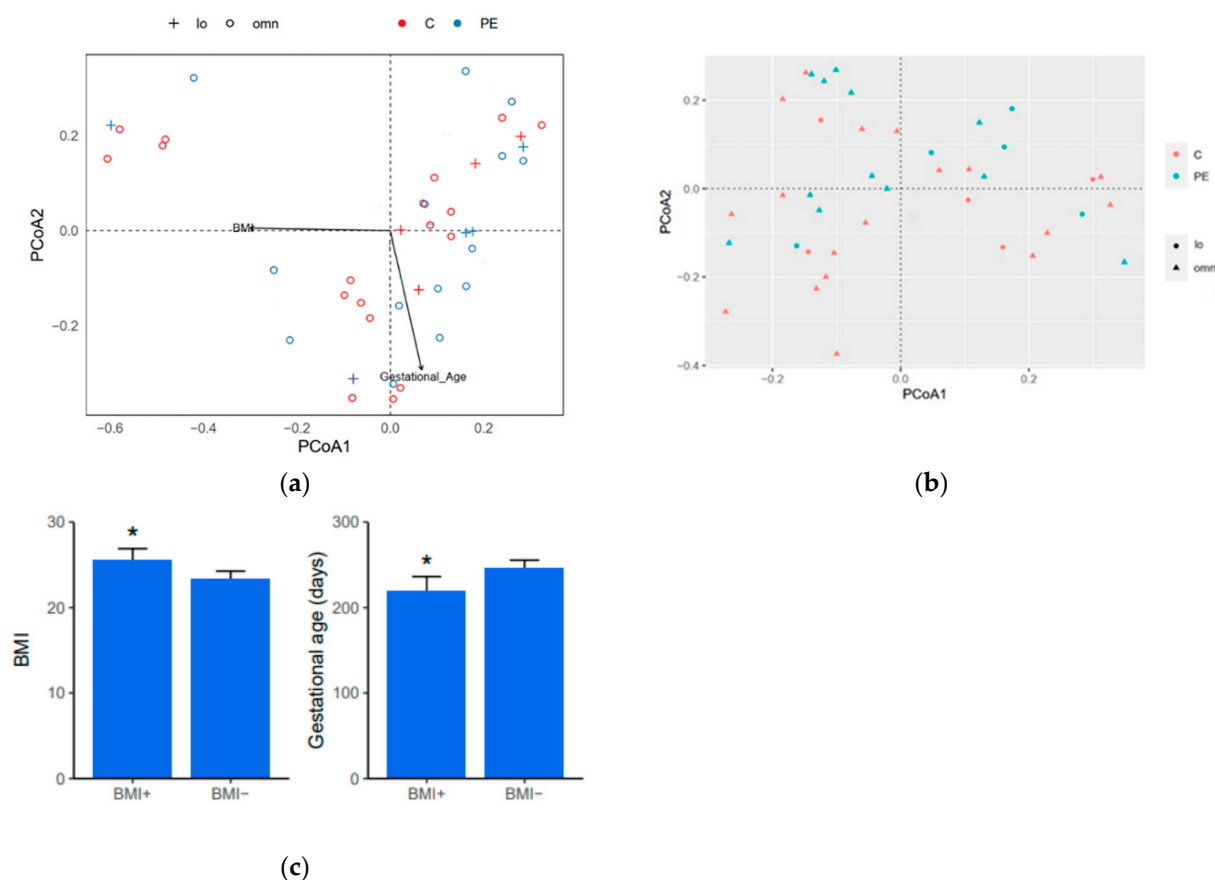 lo omn C PE
PCoA2
0.2
0.0
−0.2
BMI
Gestational_Age
−0.6 −0.4 −0.2 0.0 0.2
PCoA1
(a)
PCoA2
0.2
0.0
−0.2
−0.4
−0.2 0.0 0.2
PCoA1
C
PE
lo
omn
(b)
BMI
30
20
10
0
*
BMI+ BMI−
Gestational age (days)
300
200
100
0
*
BMI+ BMI−
(c)